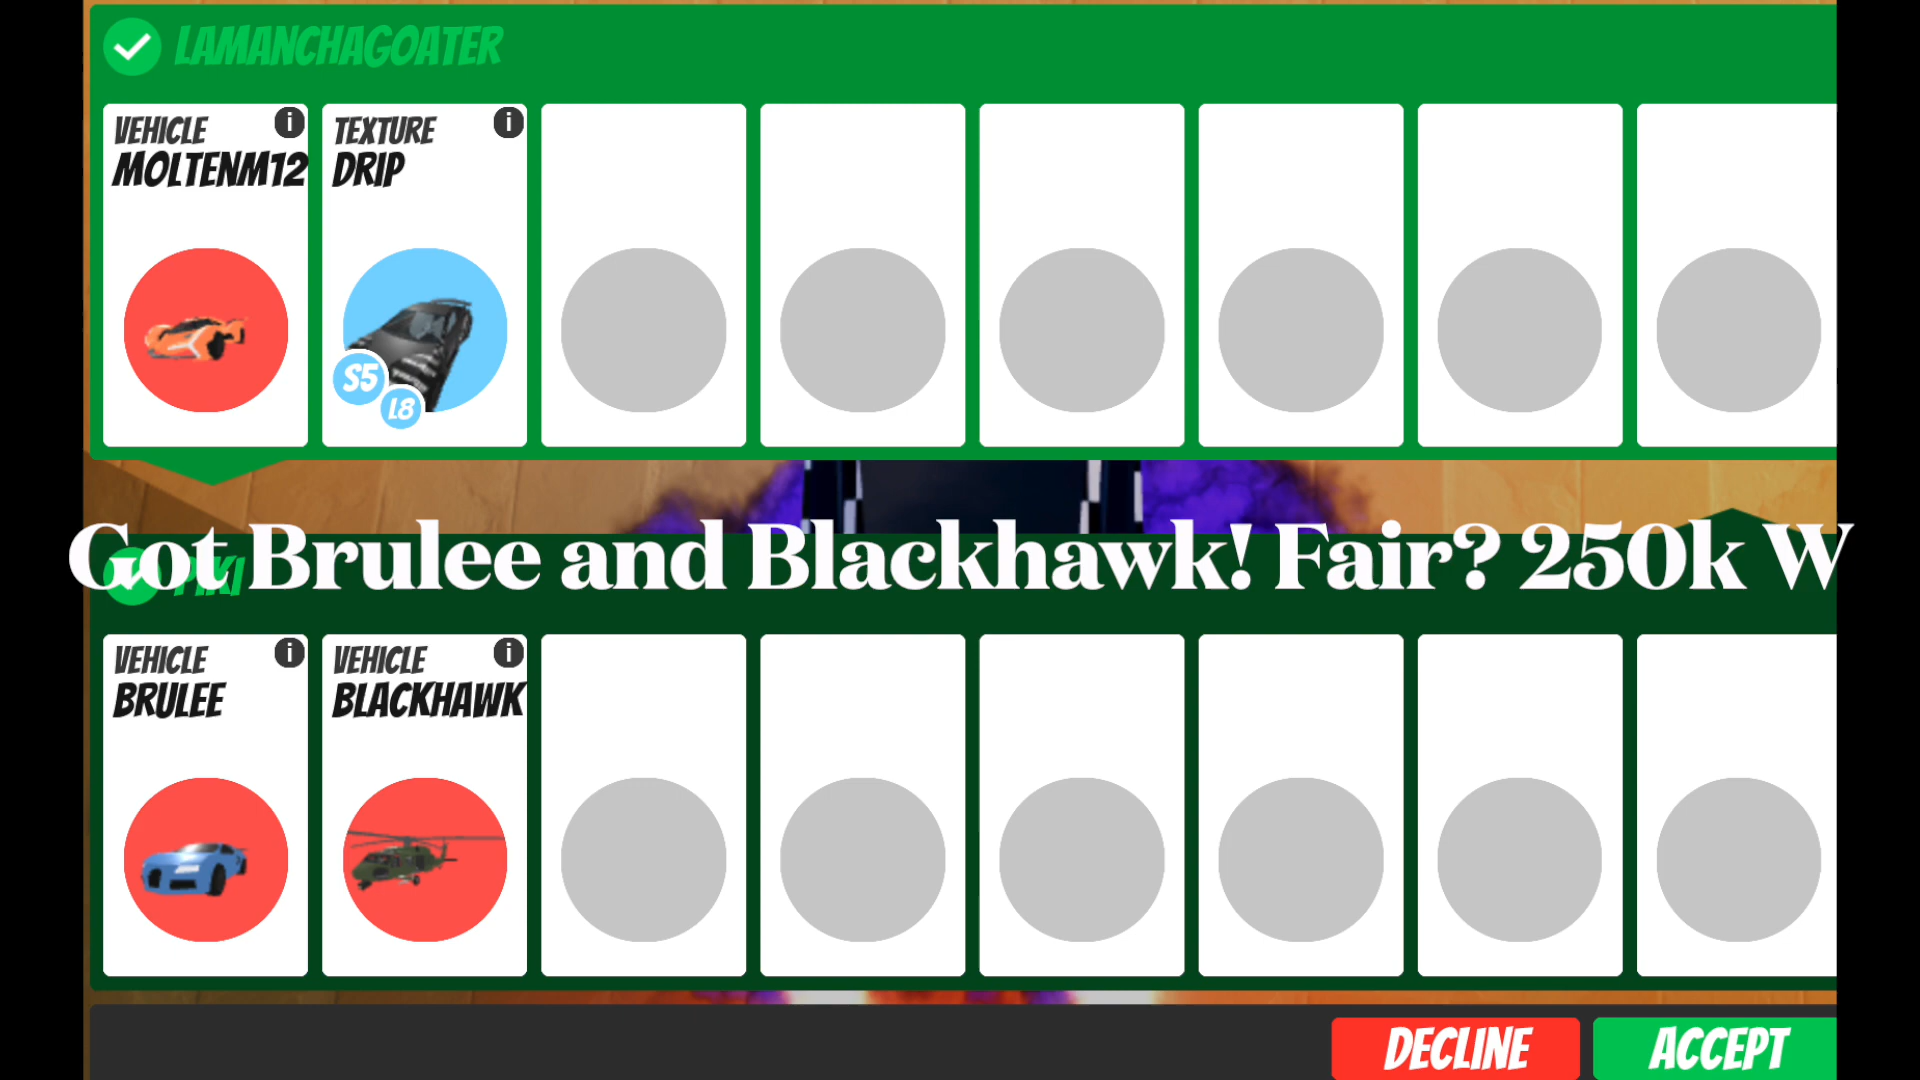 LAMANCHAGOATER
VEHICLE
MOLTENM12
i
TEXTURE
DRIP
i
S5
L8
Got Brulee and Blackhawk! Fair? 250k W
PIKI
VEHICLE
BRULEE
i
VEHICLE
BLACKHAWK
i
DECLINE
ACCEPT